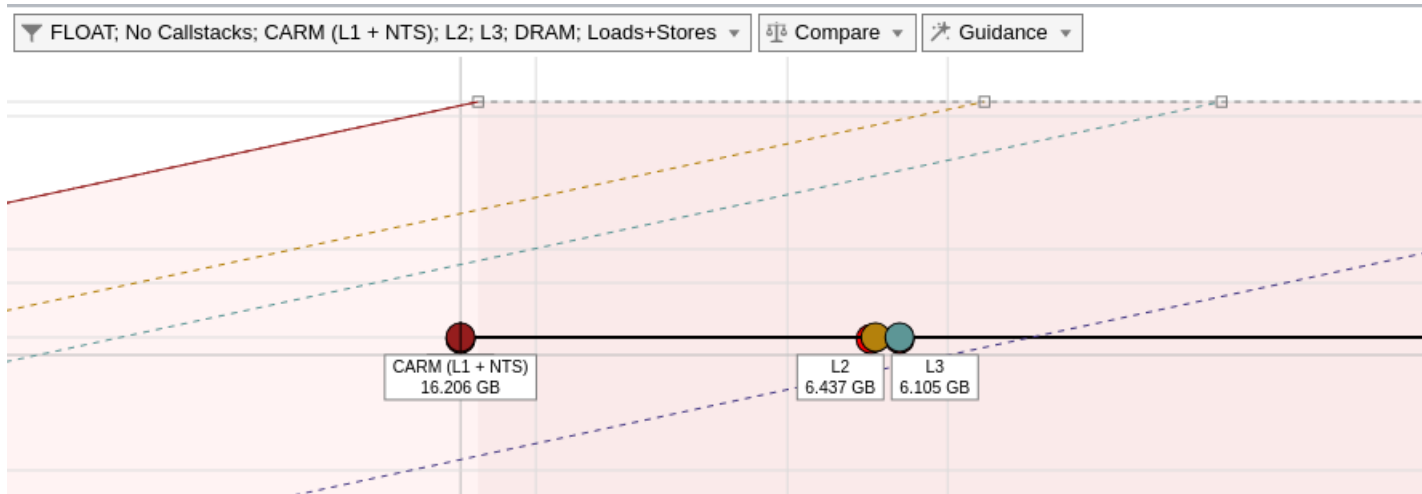 FLOAT; No Callstacks; CARM (L1 + NTS); L2; L3; DRAM; Loads+Stores
Compare
Guidance
CARM (L1 + NTS)
16.206 GB
L2
6.437 GB
L3
6.105 GB